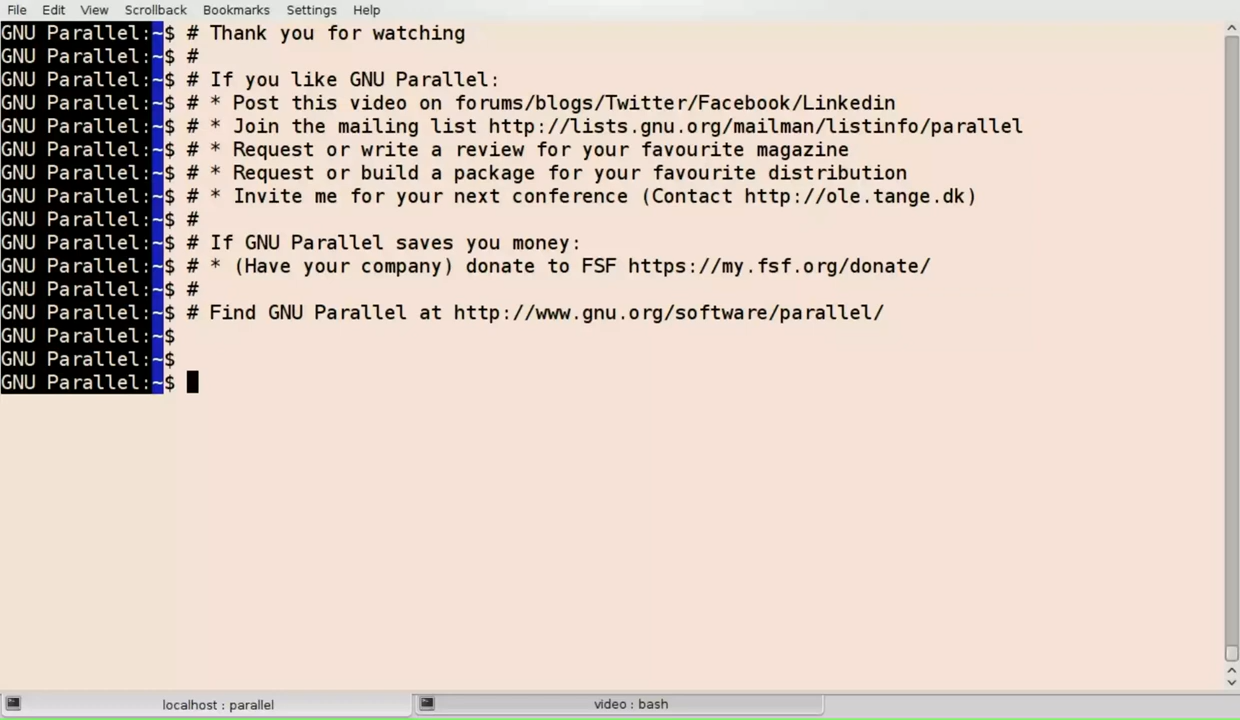 File Edit View Scrollback Bookmarks Settings Help
GNU Parallel:~$ # Thank you for watching
GNU Parallel:~$ #
GNU Parallel:~$ # If you like GNU Parallel:
GNU Parallel:~$ # * Post this video on forums/blogs/Twitter/Facebook/Linkedin
GNU Parallel:~$ # * Join the mailing list http://lists.gnu.org/mailman/listinfo/parallel
GNU Parallel:~$ # * Request or write a review for your favourite magazine
GNU Parallel:~$ # * Request or build a package for your favourite distribution
GNU Parallel:~$ # * Invite me for your next conference (Contact http://ole.tange.dk)
GNU Parallel:~$ #
GNU Parallel:~$ # If GNU Parallel saves you money:
GNU Parallel:~$ # * (Have your company) donate to FSF https://my.fsf.org/donate/
GNU Parallel:~$ #
GNU Parallel:~$ # Find GNU Parallel at http://www.gnu.org/software/parallel/
GNU Parallel:~$
GNU Parallel:~$
GNU Parallel:~$
localhost : parallel
video : bash